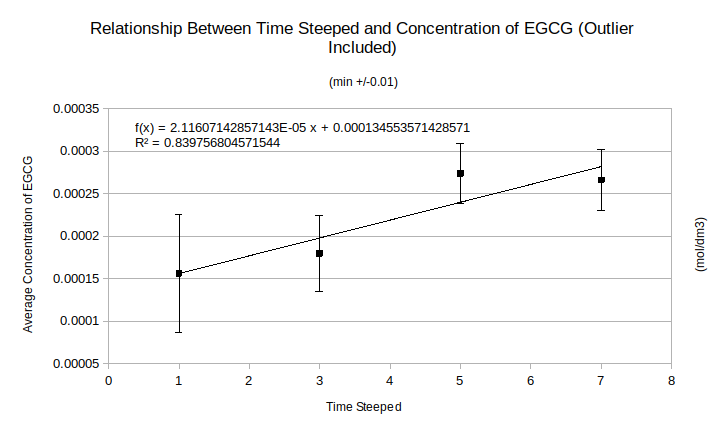 Relationship Between Time Steeped and Concentration of EGCG (Outlier
Included)
(min +/-0.01)
f(x) = 2.11607142857143E-05 x + 0.000134553571428571
R² = 0.839756804571544
0.00035
0.0003
0.00025
0.0002
0.00015
0.0001
0.00005
Average Concentration of EGCG
(mol/dm3)
0 1 2 3 4 5 6 7 8
Time Steeped